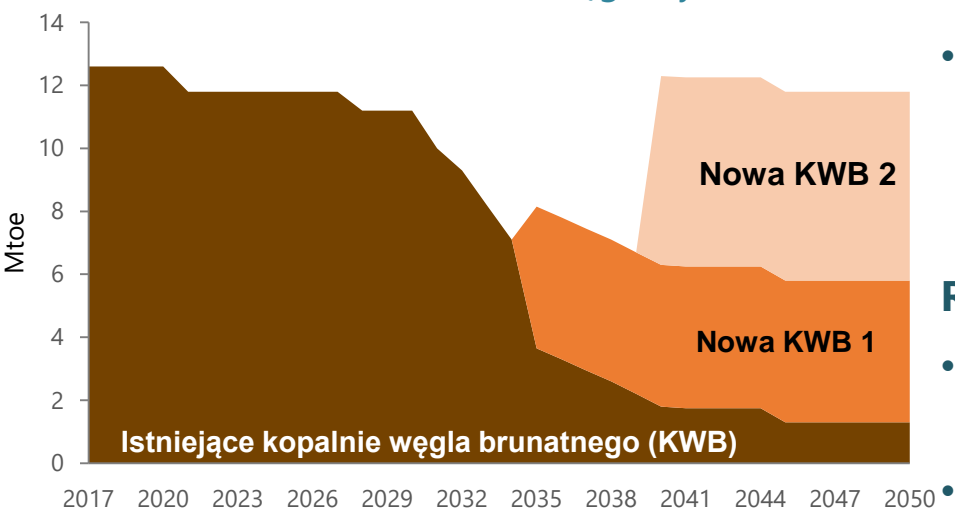 14
12
10
8
6
4
2
0
Mtoe
Nowa KWB 2
Nowa KWB 1
Istniejące kopalnie węgla brunatnego (KWB)
2017 2020 2023 2026 2029 2032 2035 2038 2041 2044 2047 2050
•
R
•
•